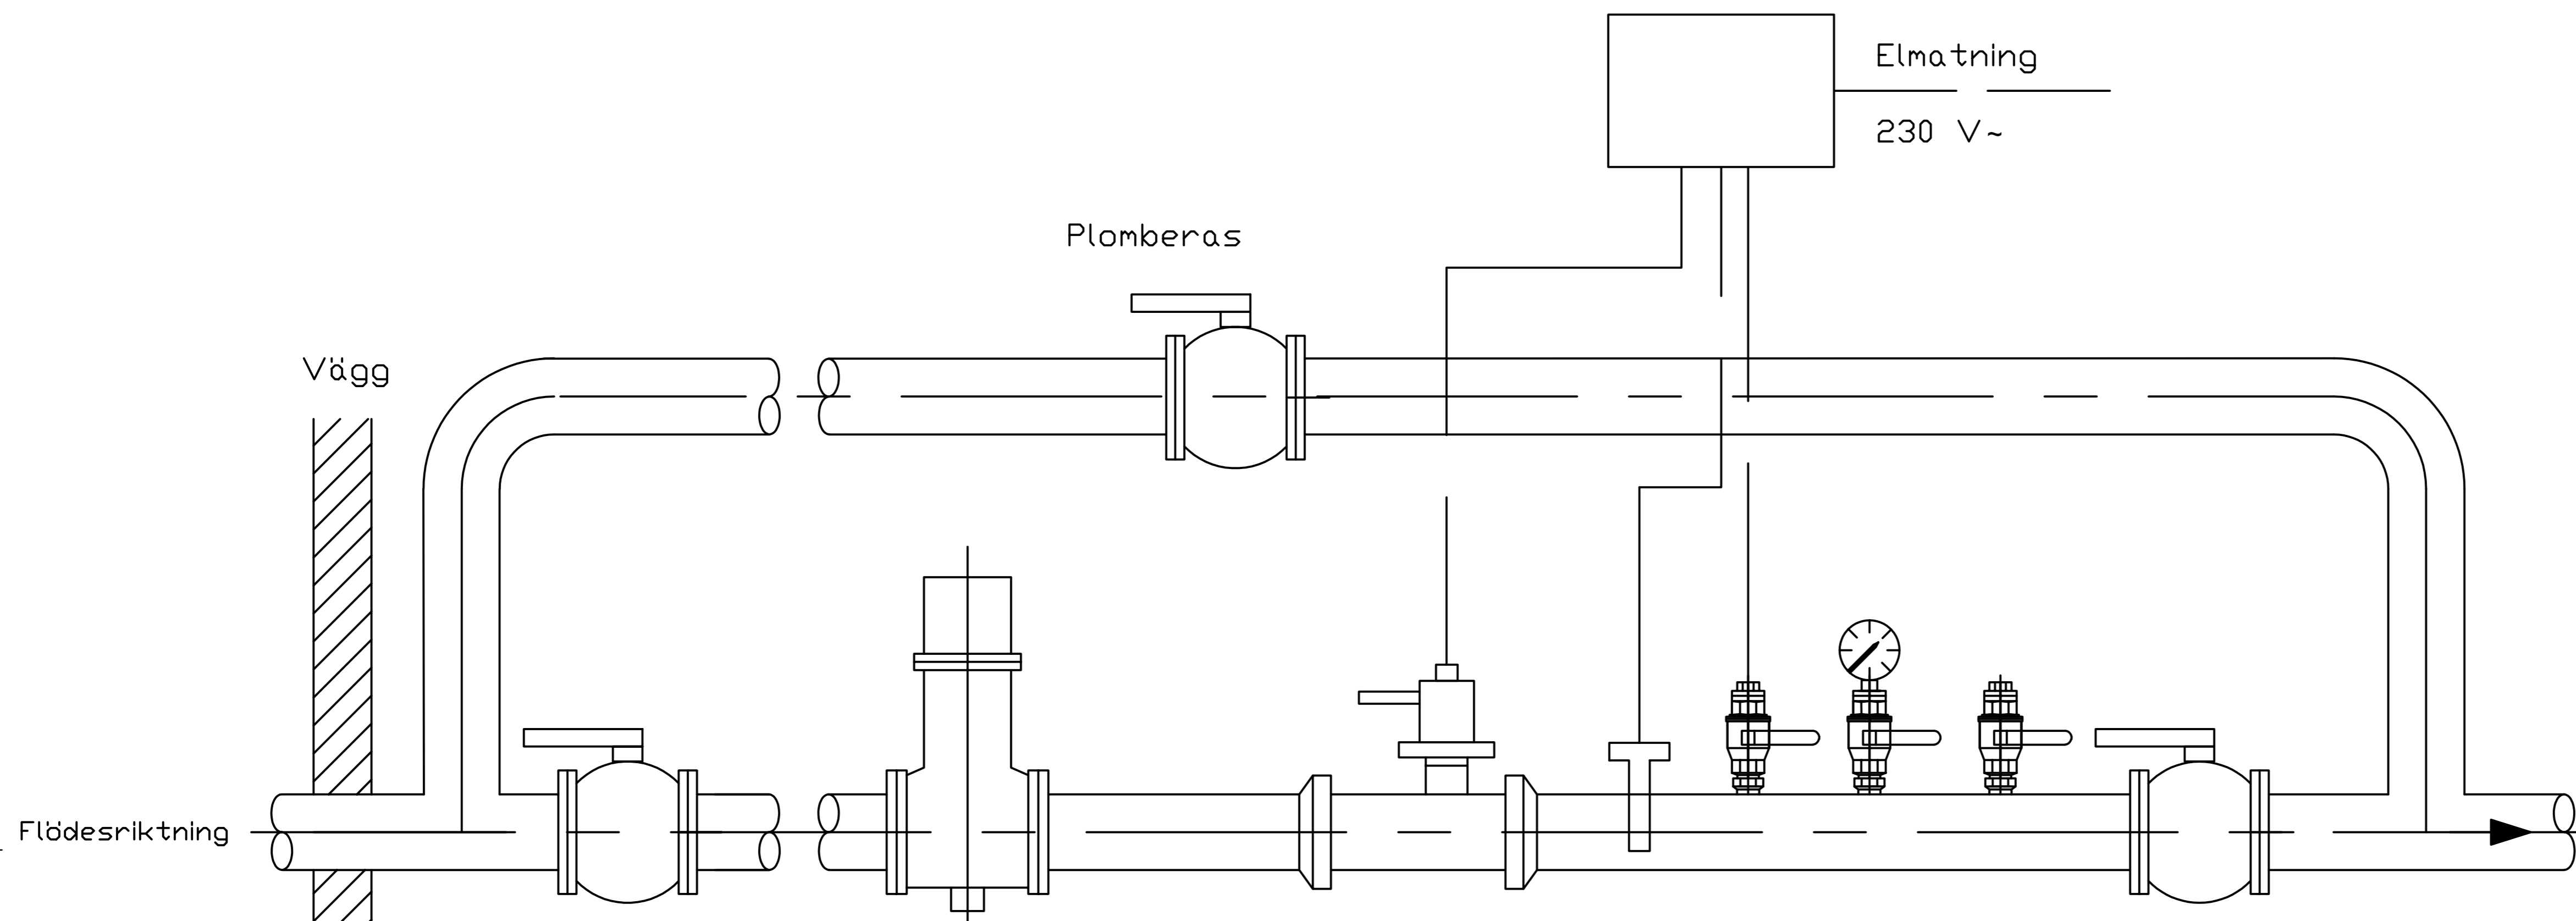 Elmatning
230 V~
Plomberas
Vägg
Flödesriktning